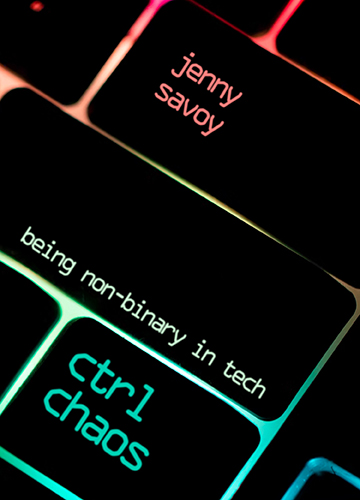 jenny
savoy
being non-binary in tech
ctrl
chaos